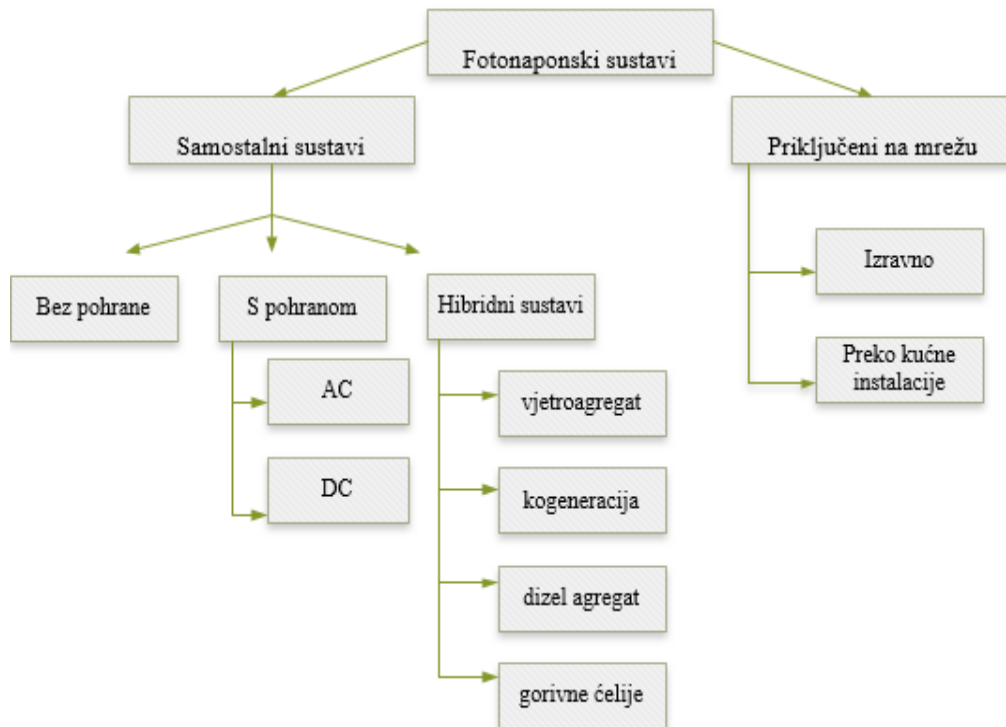 Fotonaponski sustavi
Samostalni sustavi
Priključeni na mrežu
Bez pohrane
S pohranom
AC
DC
Hibridni sustavi
vjetroagregat
kogeneracija
dizel agregat
gorivne ćelije
Izravno
Preko kućne
instalacije